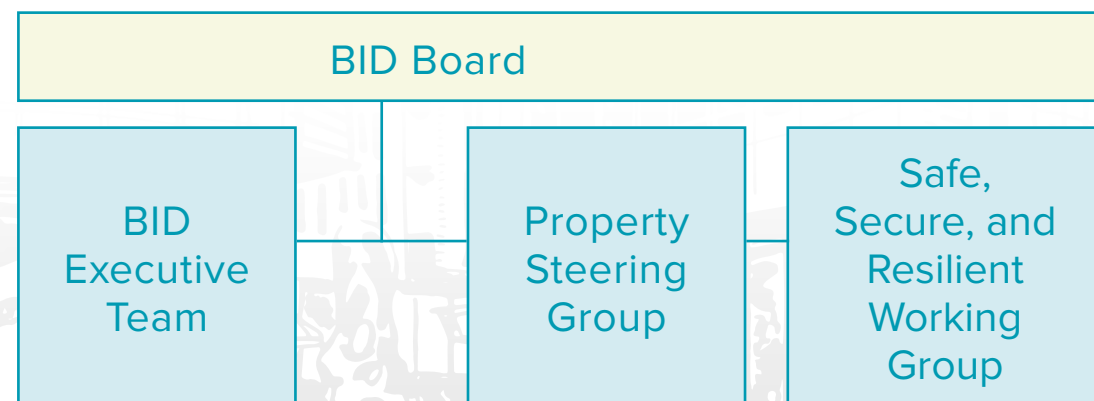 BID Board
BID
Executive
Team
Property
Steering
Group
Safe,
Secure, and
Resilient
Working
Group